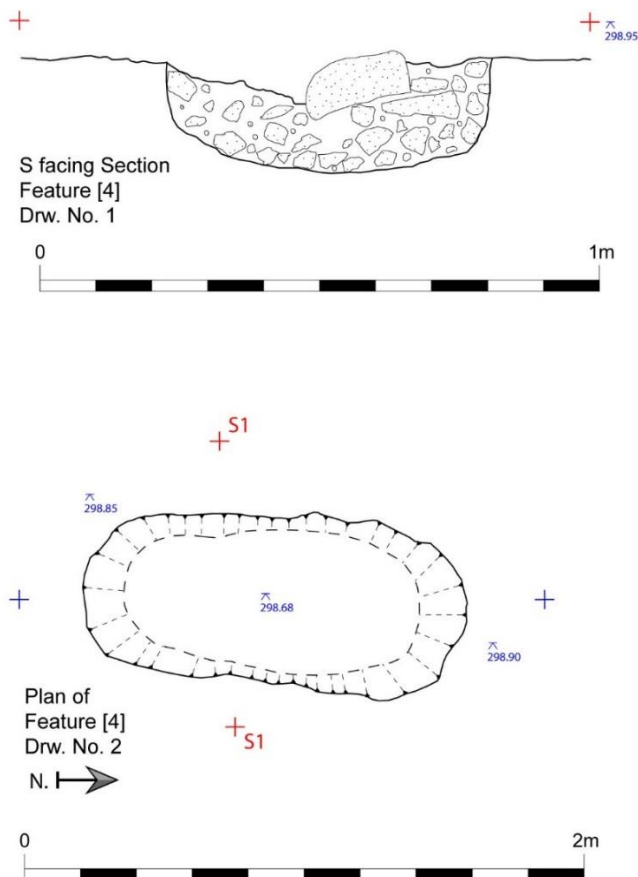 298.95
S facing Section
Feature [4]
Drw. No. 1
0 1m
S1
298.85
298.68
298.90
S1
Plan of
Feature [4]
Drw. No. 2
N.
0 2m